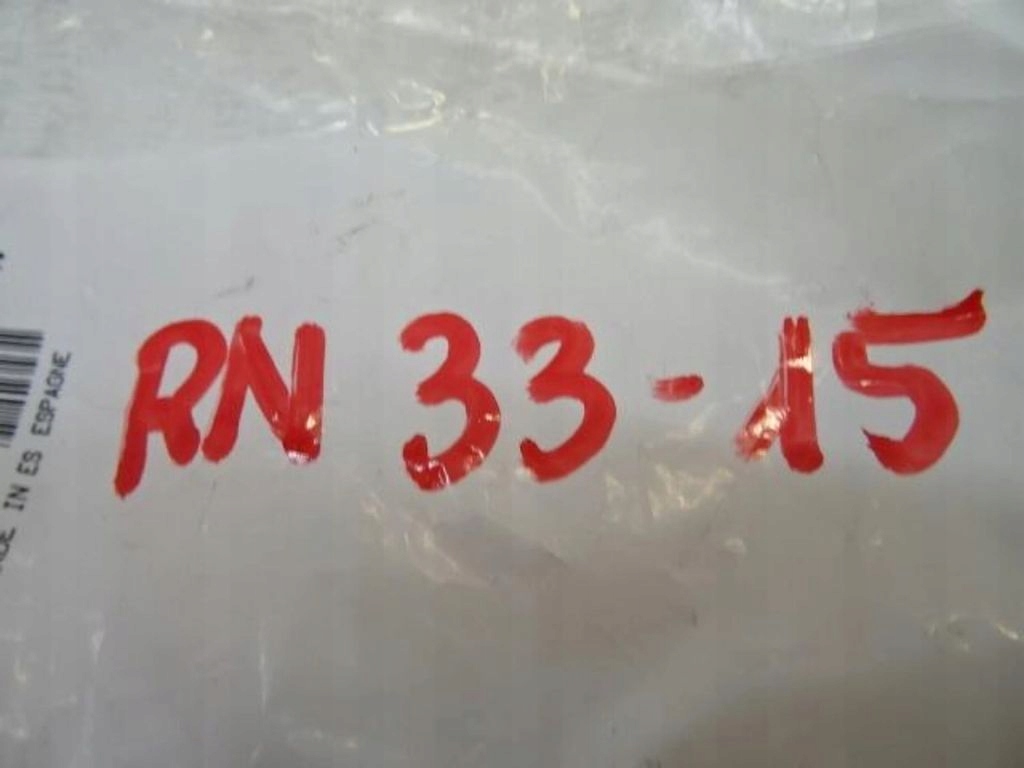 RN 33-15
IN ES ESPAGNE